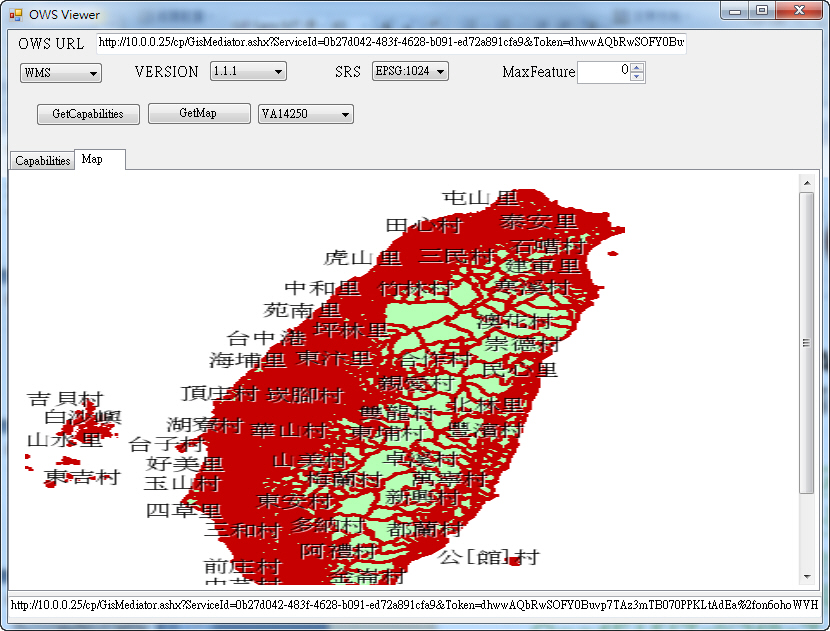 OWS Viewer
OWS URL http://10.0.0.25/cp/GisMediator.ashx?ServiceId=0b27d042-483f-4628-b091-ed72a891cfa9&Token=dhwwAQbRwSOFY0Buv
WMS VERSION 1.1.1 SRS EPSG:1024 MaxFeature 0
GetCapabilities GetMap VA14250
Capabilities Map
屯山里
田心村 泰安里
石嘈村
虎山里 三民村 建軍里
中和里 竹林村 寒溪村
苑南里
坪林里 澳花村
台中港 崇德村
海埔里 東汴里 合作村
民心里
親愛村
頂庄村 崁腳村
吉貝村
雙龍村 北林里
白沙嶼
湖寮村 華山村 東埔村 豐濱村
山水里 台子村
好美里 山美村 卓溪村
東吉村 玉山村 梅蘭村 萬寧村
東安村 新興村
四草里
三和村 多納村 都蘭村
阿禮村 公[館]村
前庄村
金崙村
http://10.0.0.25/cp/GisMediator.ashx?ServiceId=0b27d042-483f-4628-b091-ed72a891cfa9&Token=dhwwAQbRwSOFY0Buvp7TAz3mTB070PPKLtAdEa%2fon6ohoWVH